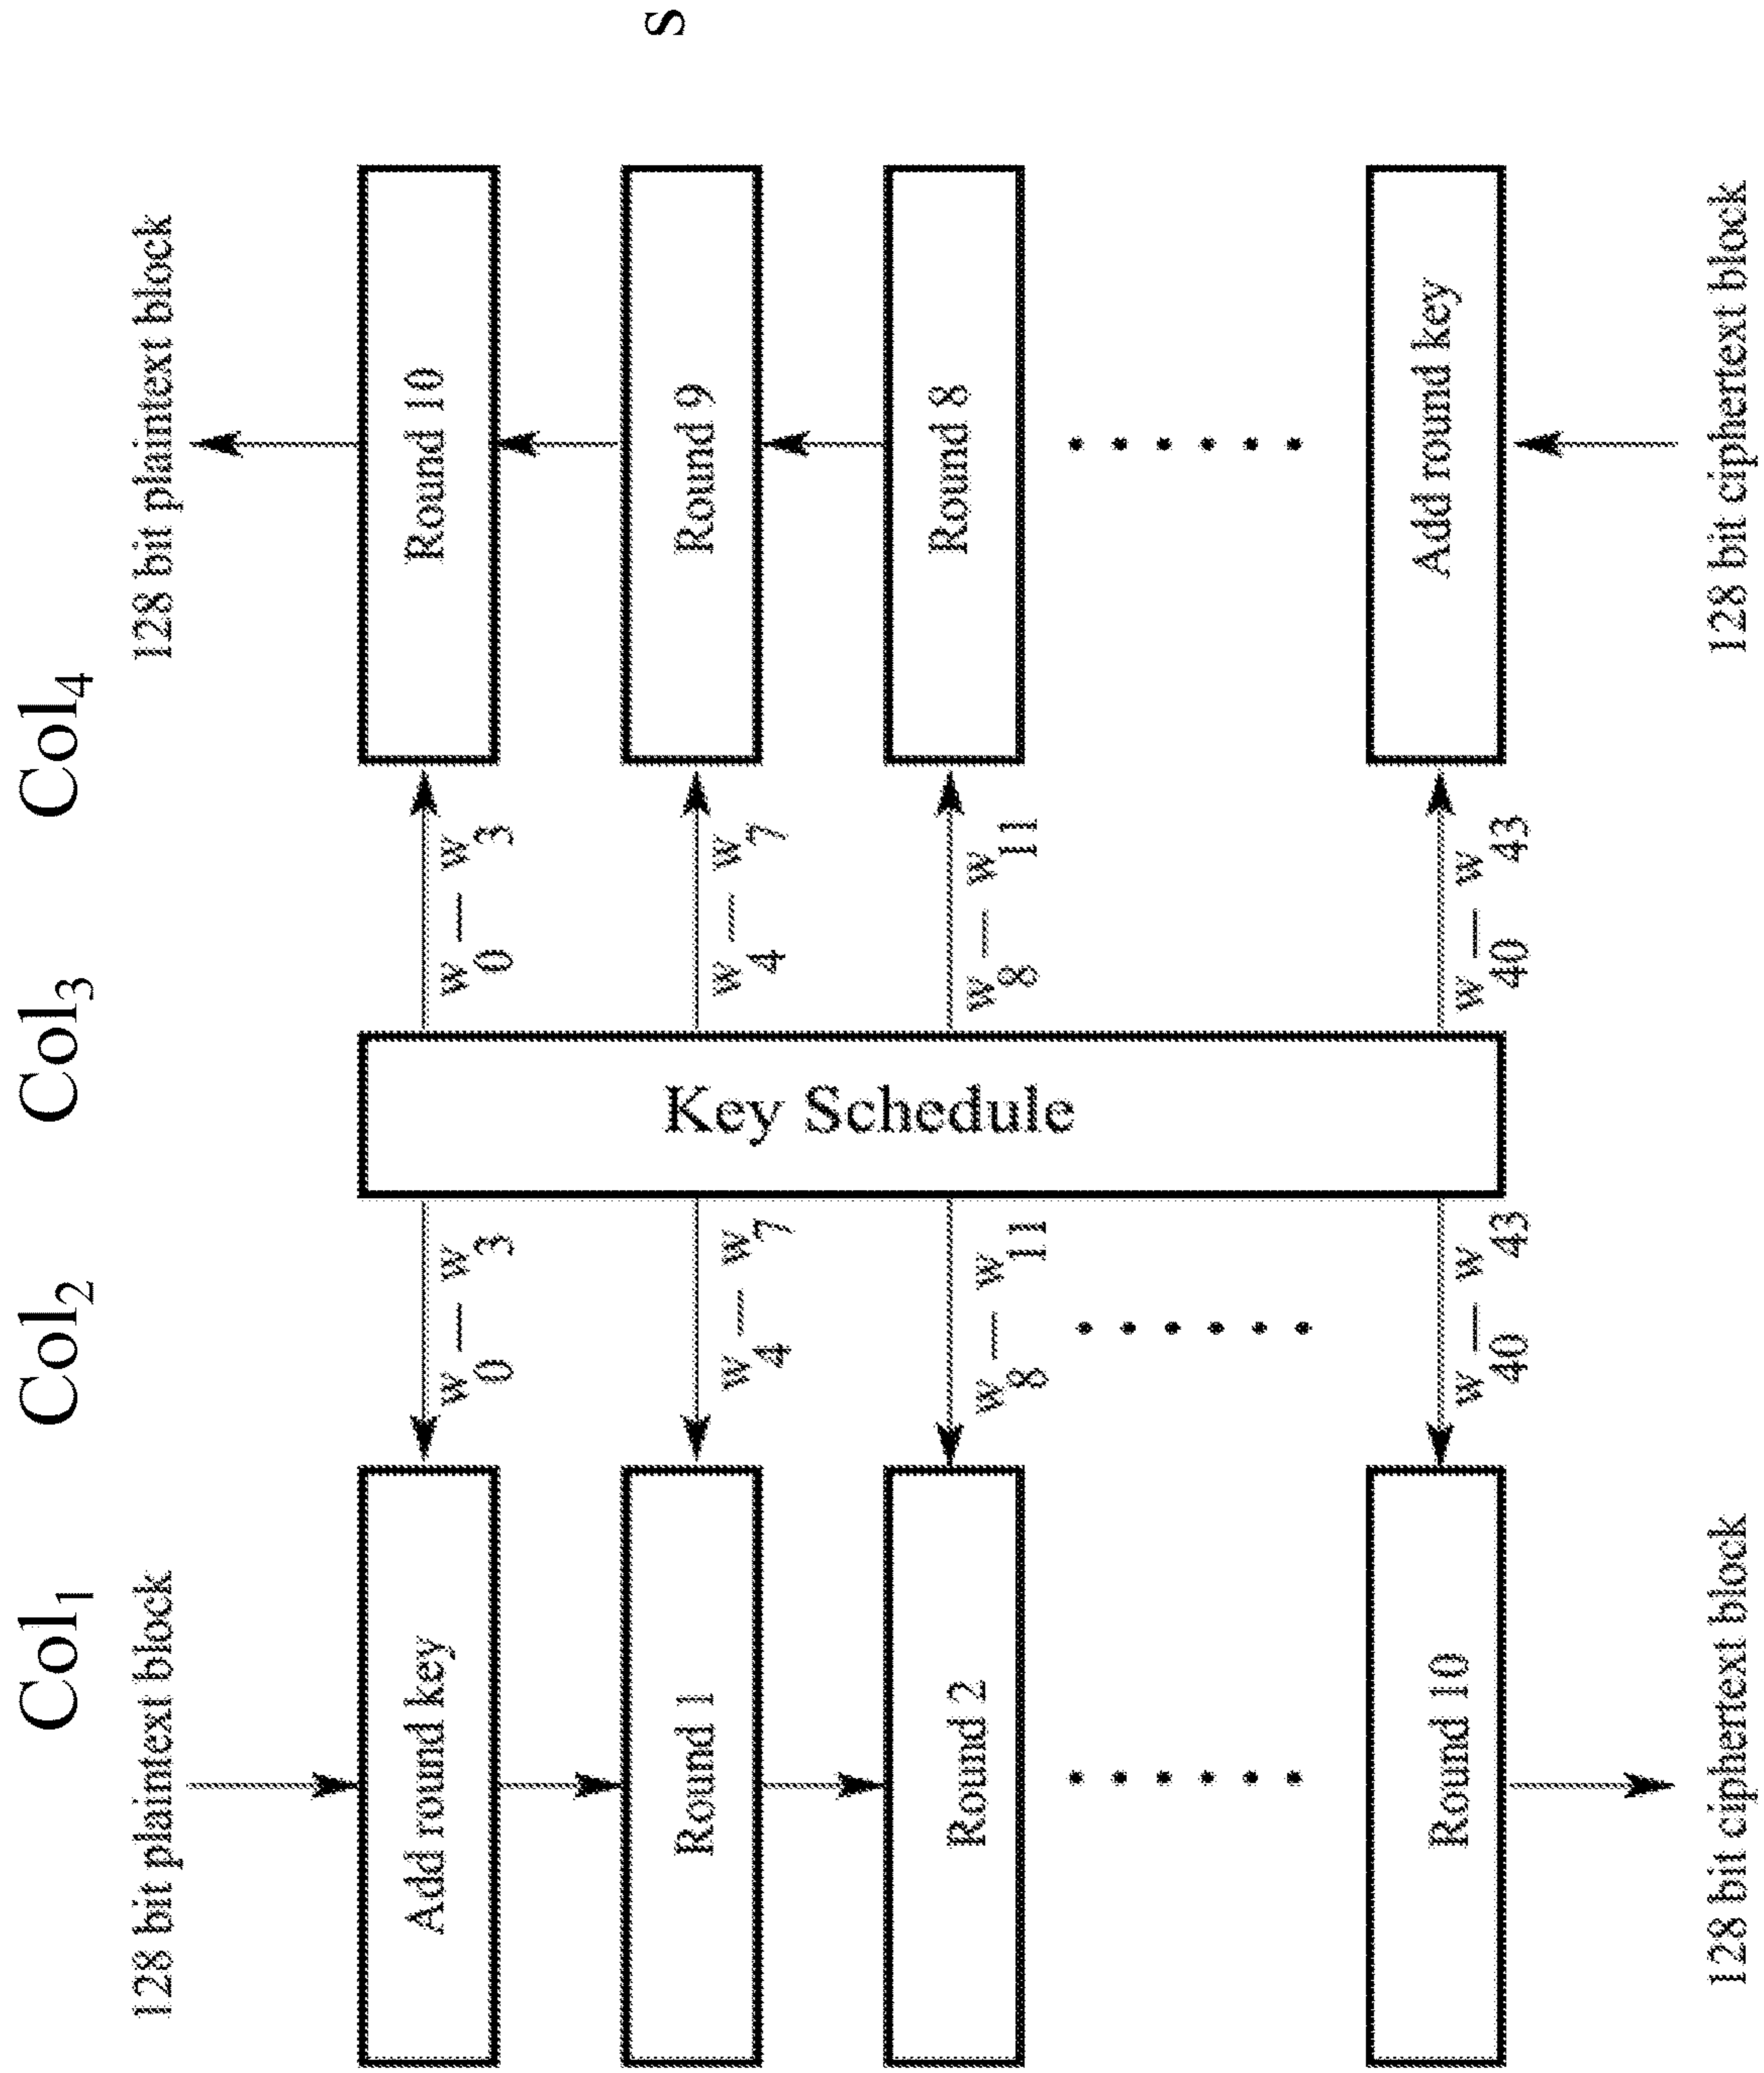 Col1 Col2 Col3 Col4
128 bit plaintext block 128 bit plaintext block
Add round key w0 — w3 w0 — w3 Round 10
s
Round 1 w4 — w7 w4 — w7 Round 9
Key Schedule
Round 2 w8 — w11 w8 — w11 Round 8
Round 10 w40 — w43 w40 — w43 Add round key
128 bit ciphertext block 128 bit ciphertext block